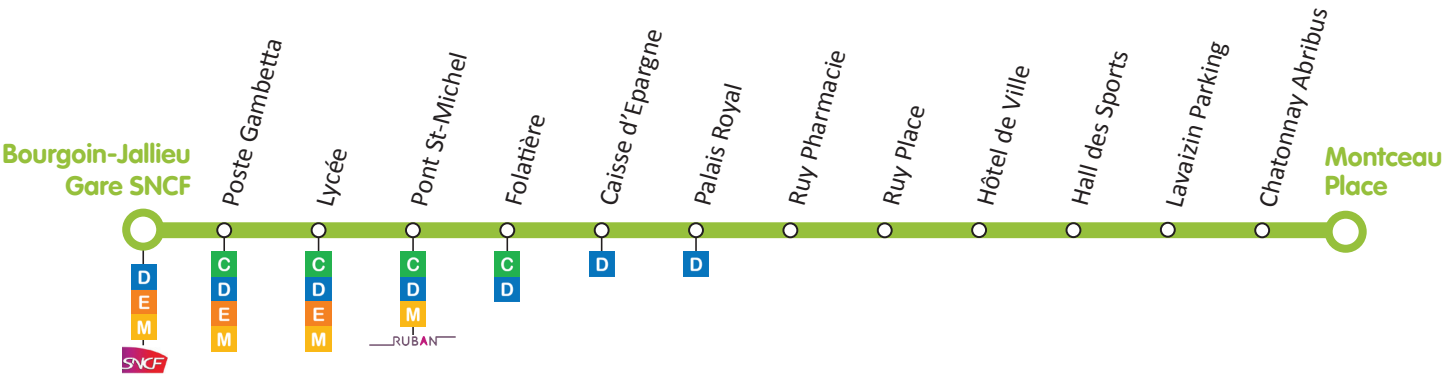 Bourgoin-Jallieu
Gare SNCF
Poste Gambetta
Lycée
Pont St-Michel
Folatière
Caisse d'Epargne
Palais Royal
Ruy Pharmacie
Ruy Place
Hôtel de Ville
Hall des Sports
Lavaizin Parking
Chatonnay Abribus
Montceau
Place
D
E
M
SNCF
C
D
E
M
C
D
E
M
C
D
M
RUBAN
C
D
D
D